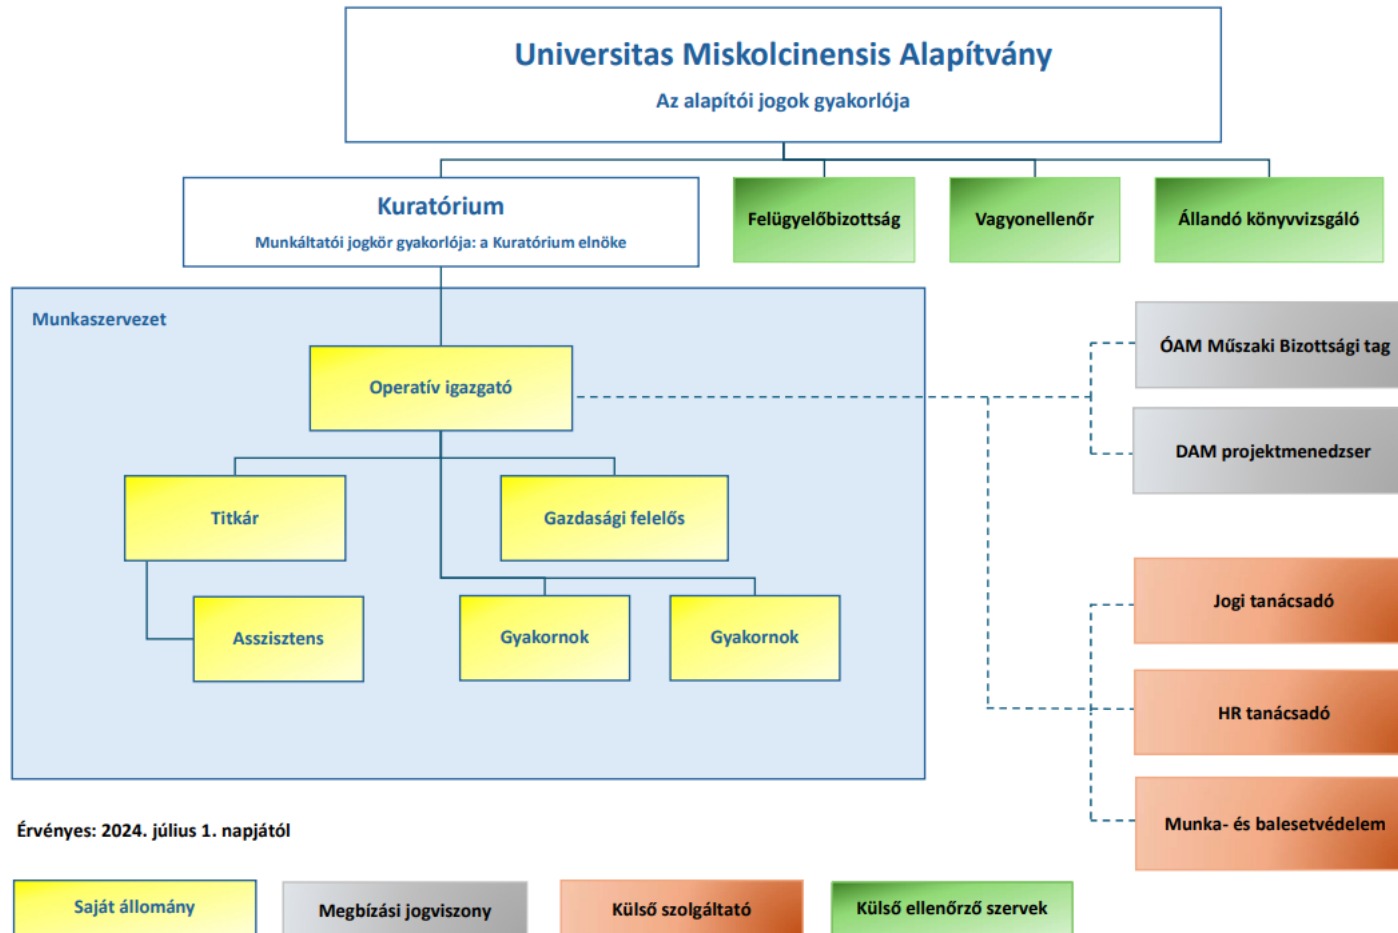 Universitas Miskolcinensis Alapítvány
Az alapítói jogok gyakorlója
Kuratórium
Munkáltatói jogkör gyakorlója: a Kuratórium elnöke
Felügyelőbizottság
Vagyonellenőr
Állandó könyvvizsgáló
Munkaszervezet
Operatív igazgató
ÓAM Műszaki Bizottsági tag
DAM projektmenedzser
Titkár
Gazdasági felelős
Asszisztens
Gyakornok
Gyakornok
Jogi tanácsadó
HR tanácsadó
Munka- és balesetvédelem
Érvényes: 2024. július 1. napjától
Saját állomány
Megbízási jogviszony
Külső szolgáltató
Külső ellenőrző szervek